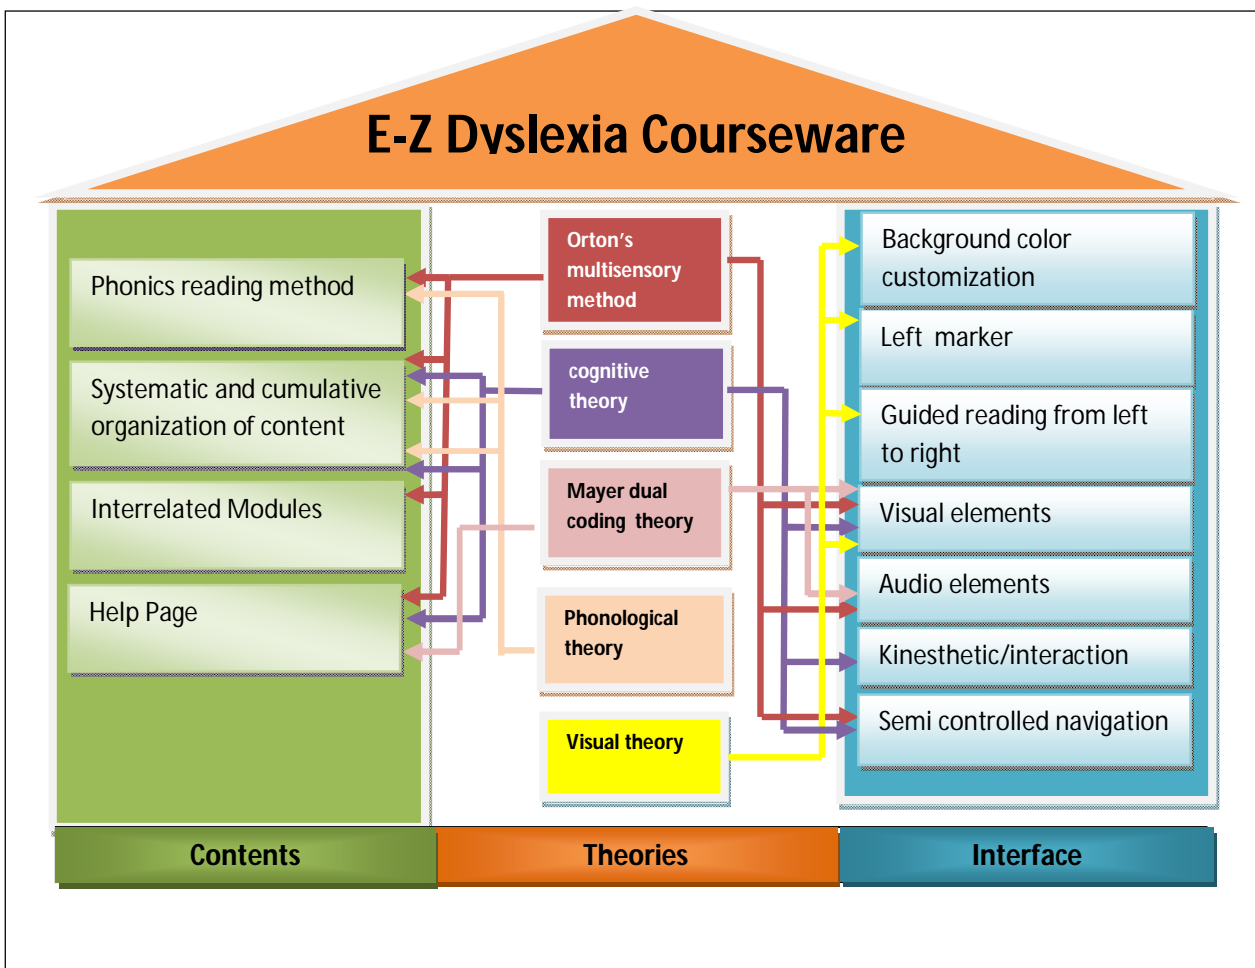 E-Z Dyslexia Courseware
Phonics reading method
Systematic and cumulative
organization of content
Interrelated Modules
Help Page
Orton's
multisensory
method
cognitive
theory
Mayer dual
coding theory
Phonological
theory
Visual theory
Background color
customization
Left marker
Guided reading from left
to right
Visual elements
Audio elements
Kinesthetic/interaction
Semi controlled navigation
Contents
Theories
Interface